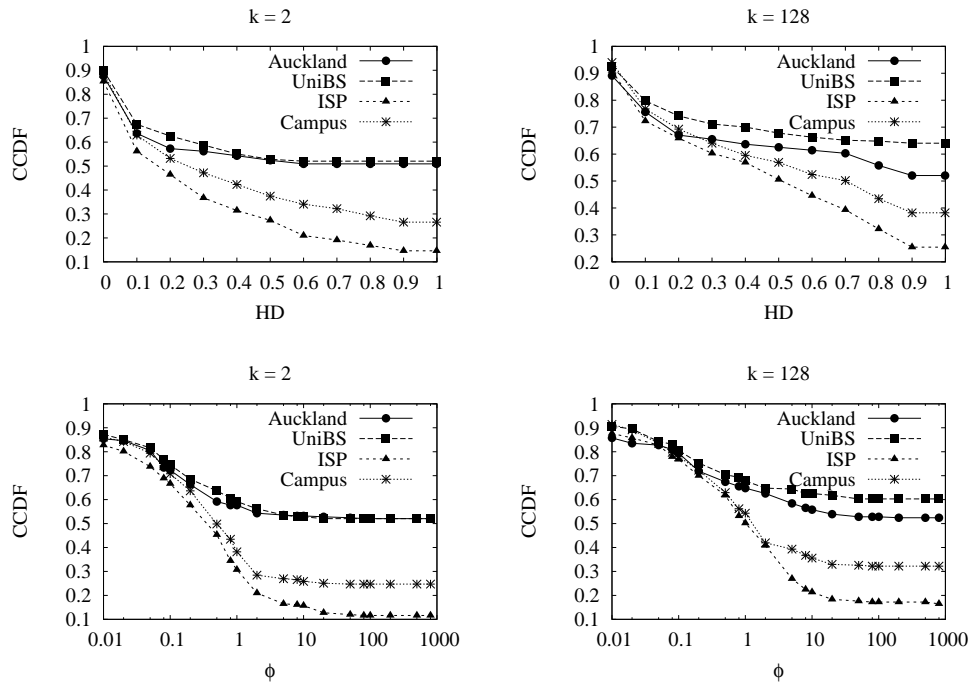 k = 2
1
0.9
0.8
0.7
0.6
0.5
0.4
0.3
0.2
0.1
CCDF
Auckland
UniBS
ISP
Campus
0 0.1 0.2 0.3 0.4 0.5 0.6 0.7 0.8 0.9 1
HD
k = 128
1
0.9
0.8
0.7
0.6
0.5
0.4
0.3
0.2
CCDF
Auckland
UniBS
ISP
Campus
0 0.1 0.2 0.3 0.4 0.5 0.6 0.7 0.8 0.9 1
HD
k = 2
1
0.9
0.8
0.7
0.6
0.5
0.4
0.3
0.2
0.1
CCDF
Auckland
UniBS
ISP
Campus
0.01 0.1 1 10 100 1000
ϕ
k = 128
1
0.9
0.8
0.7
0.6
0.5
0.4
0.3
0.2
0.1
CCDF
Auckland
UniBS
ISP
Campus
0.01 0.1 1 10 100 1000
ϕ